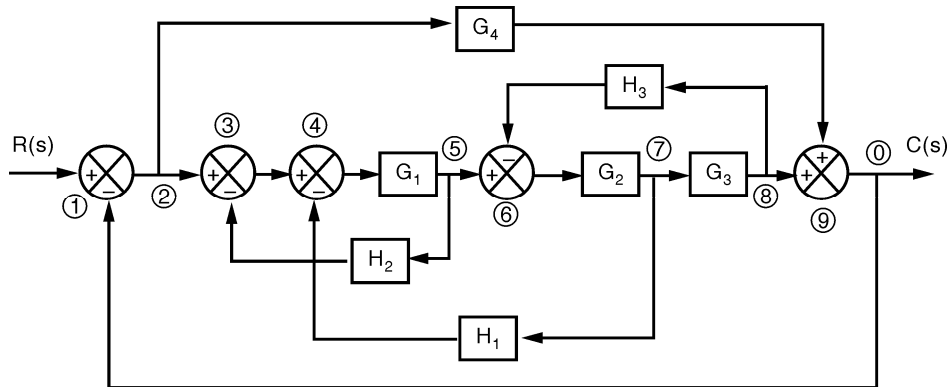 G₄
H₃
③ ④ ⑤ ⑦ ⓪
R(s) C(s)
+ − + − + − G₁ + − G₂ G₃ + +
① ② ⑥ ⑧ ⑨
H₂
H₁